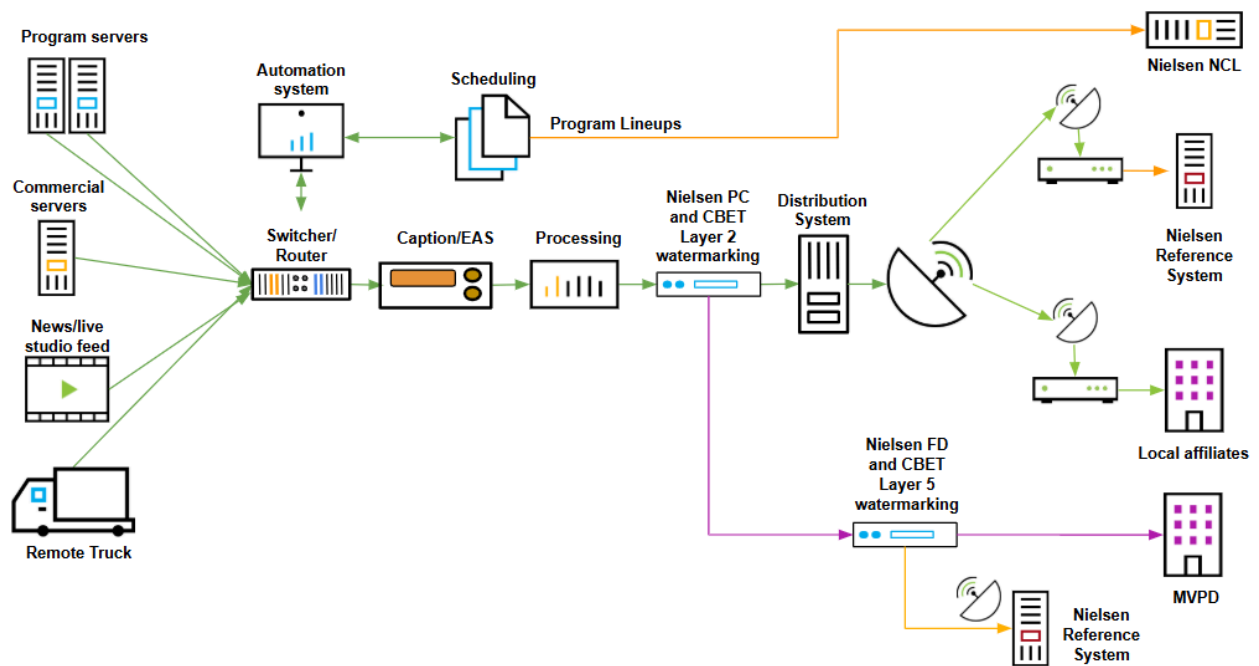 Program servers
Automation
system
Scheduling
Nielsen NCL
Program Lineups
Commercial
servers
Nielsen PC
and CBET
Layer 2
watermarking
Distribution
System
Switcher/
Router
Caption/EAS
Processing
Nielsen
Reference
System
News/live
studio feed
Local affiliates
Nielsen FD
and CBET
Layer 5
watermarking
Remote Truck
MVPD
Nielsen
Reference
System